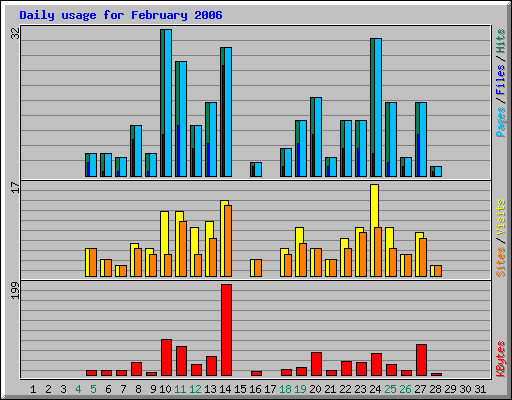 Daily usage for February 2006
32
17
199
Pages/Files/Hits
Sites/Visits
KBytes
1 2 3 4 5 6 7 8 9 10 11 12 13 14 15 16 17 18 19 20 21 22 23 24 25 26 27 28 29 30 31